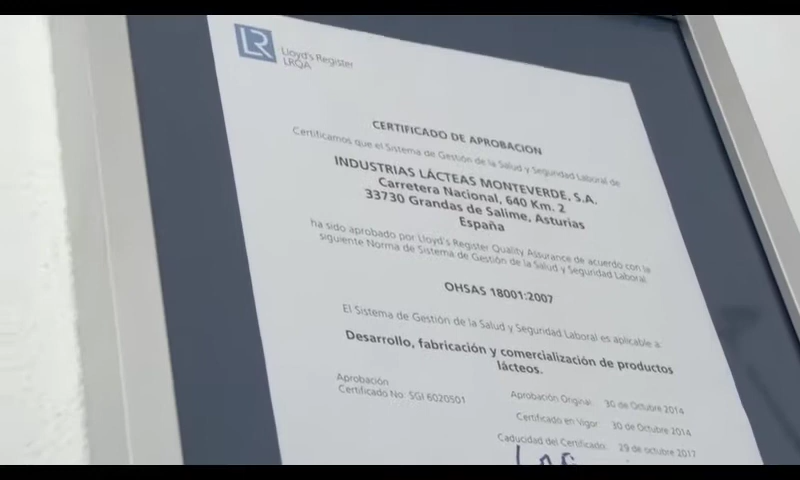 LR
Lloyd's Register
LRQA
CERTIFICADO DE APROBACION
Certificamos que el Sistema de Gestión de la Salud y Seguridad Laboral de
INDUSTRIAS LÁCTEAS MONTEVERDE, S.A.
Carretera Nacional, 640 Km. 2
33730 Grandas de Salime, Asturias
España
ha sido aprobado por Lloyd's Register Quality Assurance de acuerdo con la
siguiente Norma de Sistema de Gestión de la Salud y Seguridad Laboral:
OHSAS 18001:2007
El Sistema de Gestión de la Salud y Seguridad Laboral es aplicable a:
Desarrollo, fabricación y comercialización de productos
lácteos.
Aprobación
Certificado No: SGI 6020501
Aprobación Original: 30 de Octubre 2014
Certificado en Vigor: 30 de Octubre 2014
Caducidad del Certificado: 29 de octubre 2017